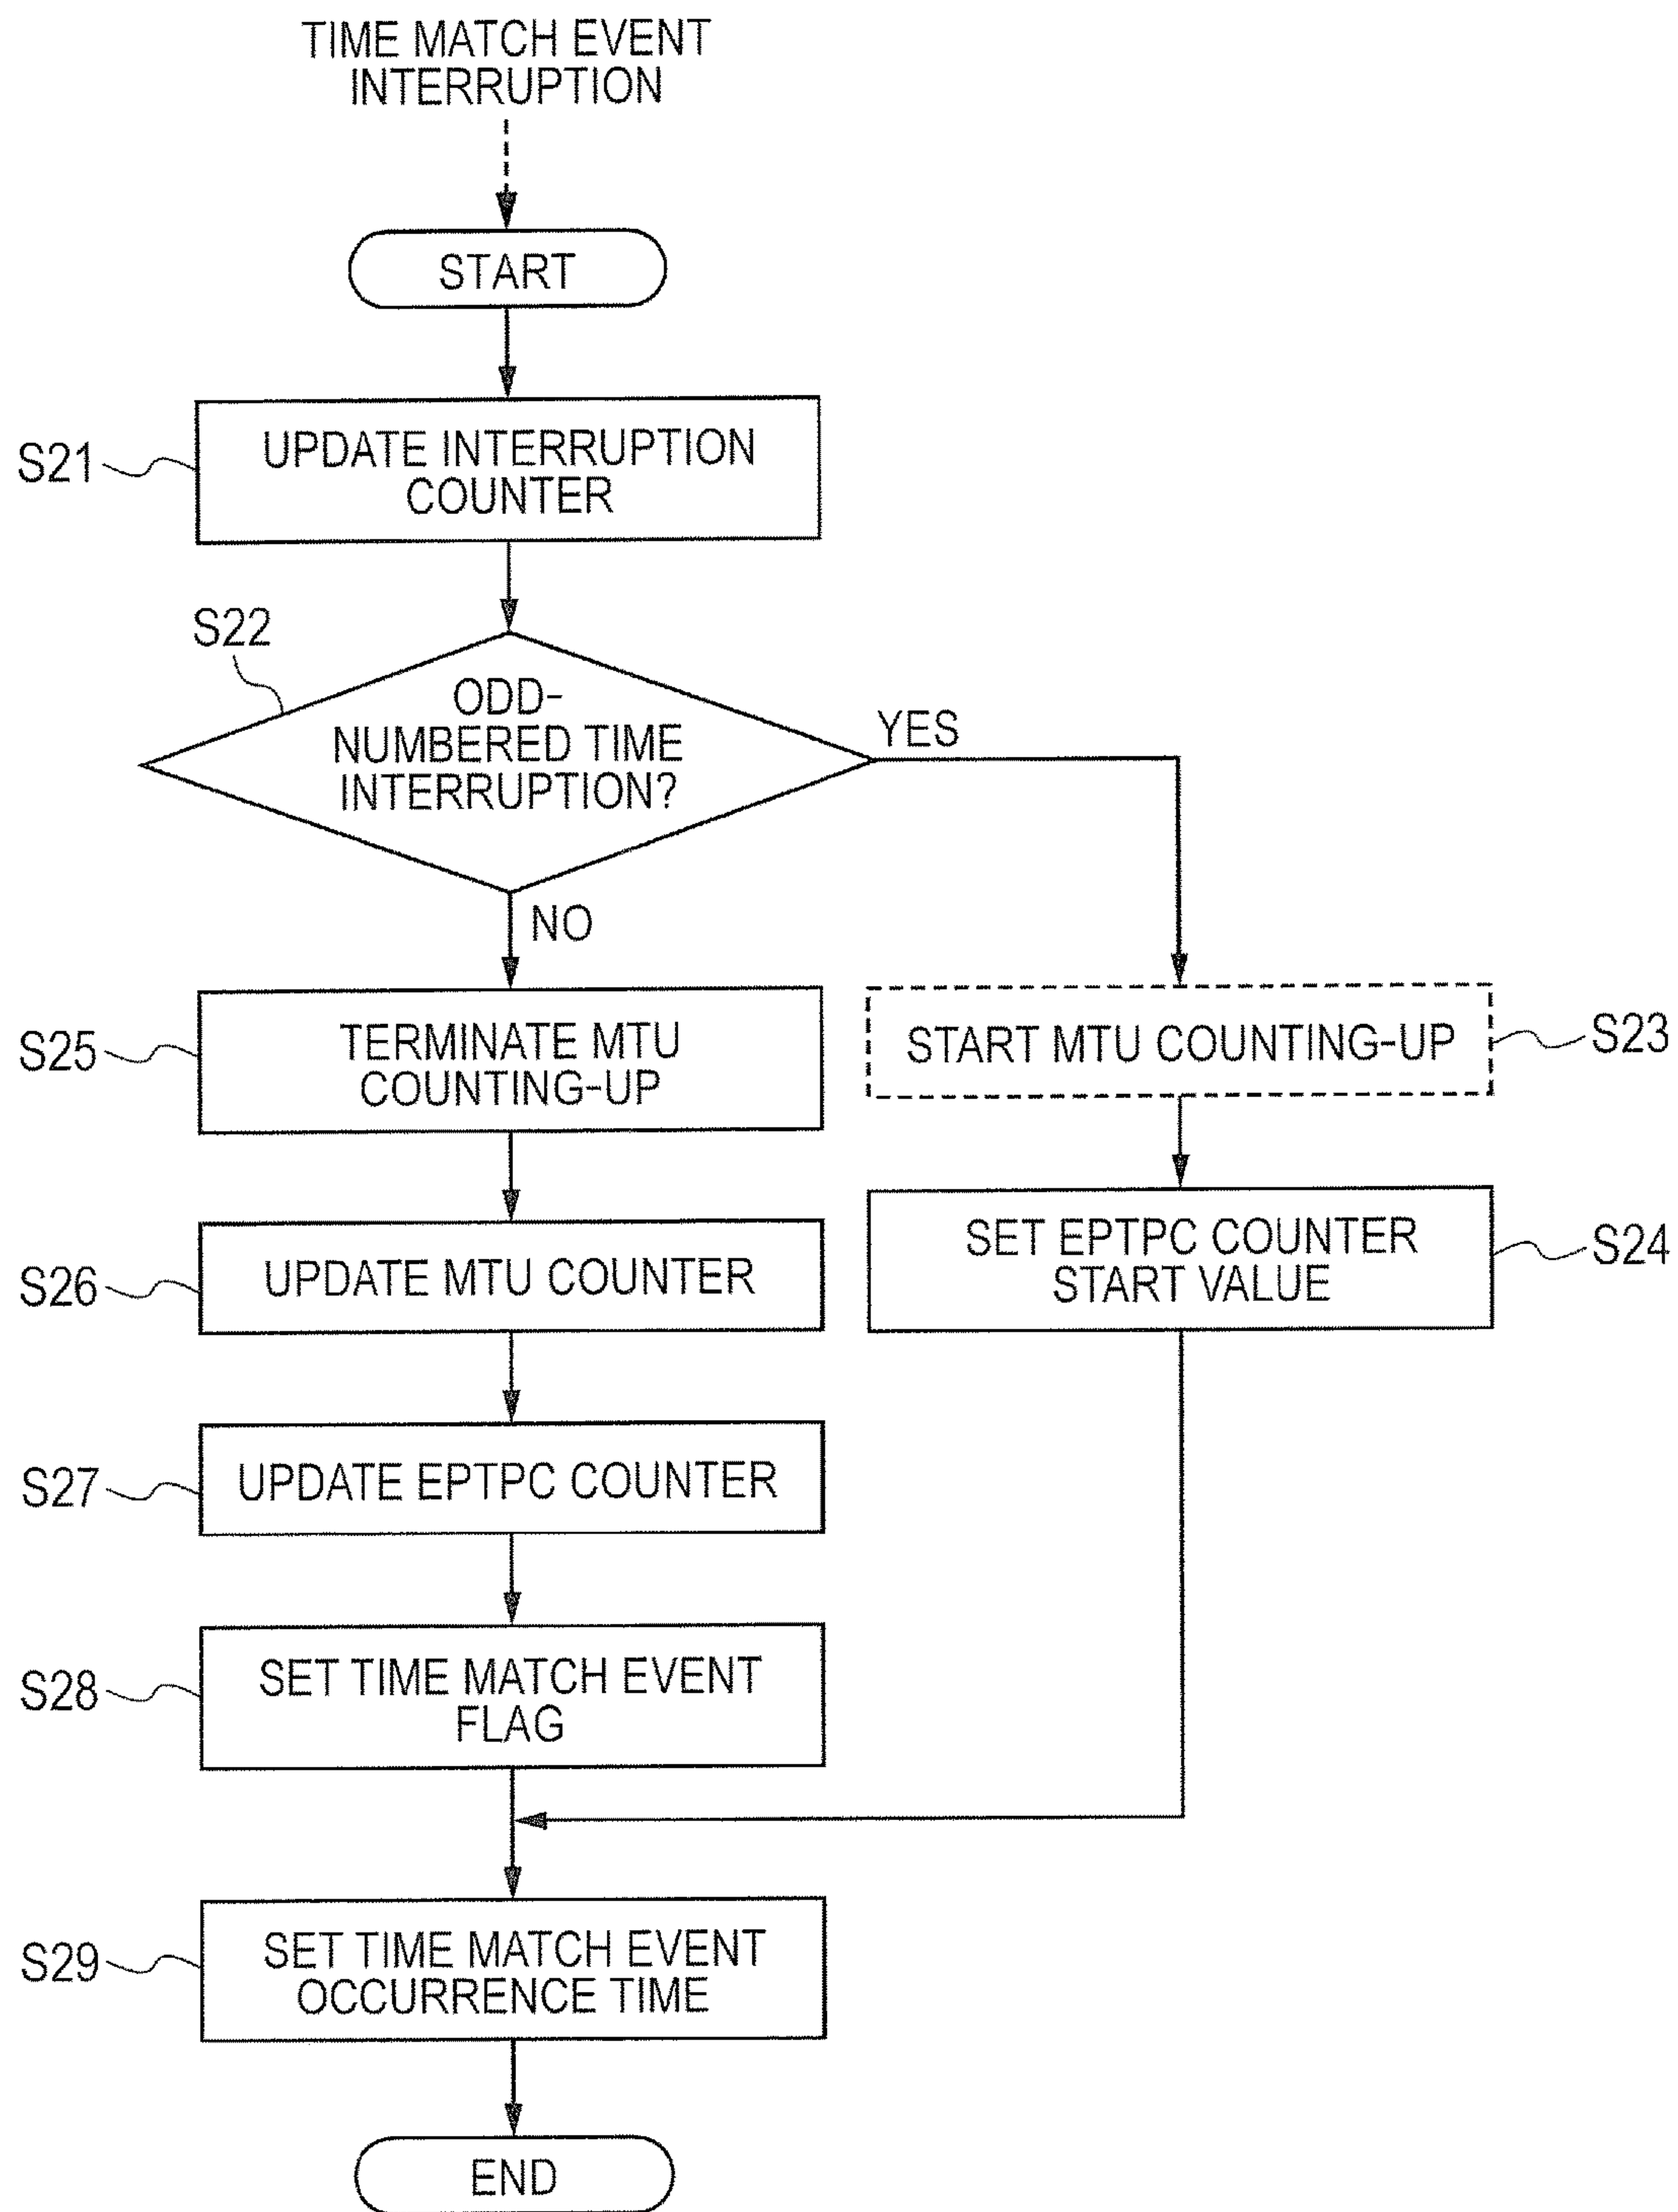 TIME MATCH EVENT
INTERRUPTION
START
S21
UPDATE INTERRUPTION
COUNTER
S22
ODD-
NUMBERED TIME
INTERRUPTION?
YES
NO
S25
TERMINATE MTU
COUNTING-UP
START MTU COUNTING-UP
S23
S26
UPDATE MTU COUNTER
SET EPTPC COUNTER
START VALUE
S24
S27
UPDATE EPTPC COUNTER
S28
SET TIME MATCH EVENT
FLAG
S29
SET TIME MATCH EVENT
OCCURRENCE TIME
END